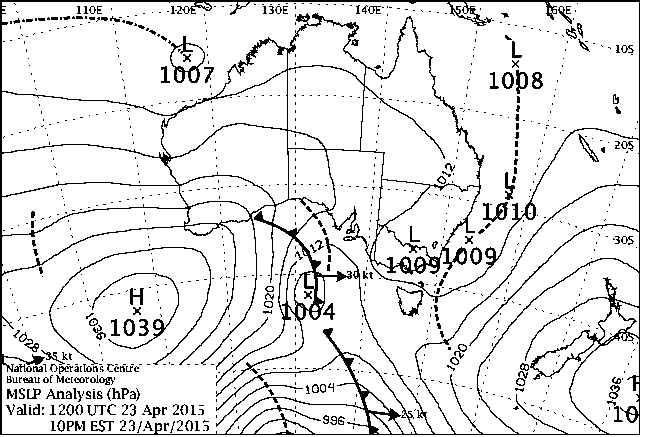 110E 120E 130E 140E 150E 160E
L
1007
L
1008
10S
20S
1012
L
1010
L
1009
L
1009
30S
1012
L
1004
30 kt
1020
H
1039
1036
1028
35 kt
1020
1028
40S
1036
H
10
1004
996
25 kt
National Operations Centre
Bureau of Meteorology
MSLP Analysis (hPa)
Valid: 1200 UTC 23 Apr 2015
10PM EST 23/Apr/2015